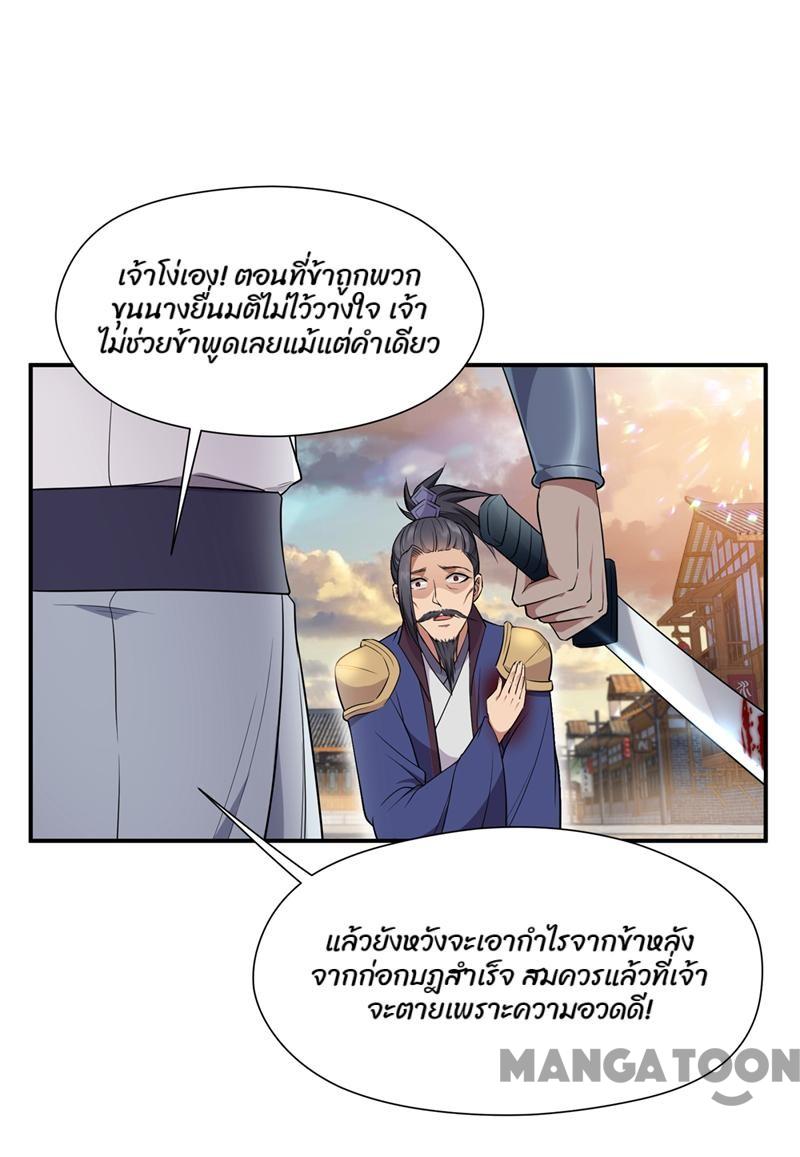 เจ้าโง่เอง! ตอนที่ข้าถูกพวก
ขุนนางยื่นมติไม่ไว้วางใจ เจ้า
ไม่ช่วยข้าพูดเลยแม้แต่คำเดียว
แล้วยังหวังจะเอากำไรจากข้าหลัง
จากก่อกบฎสำเร็จ สมควรแล้วที่เจ้า
จะตายเพราะความอวดดี!
MANGATOON